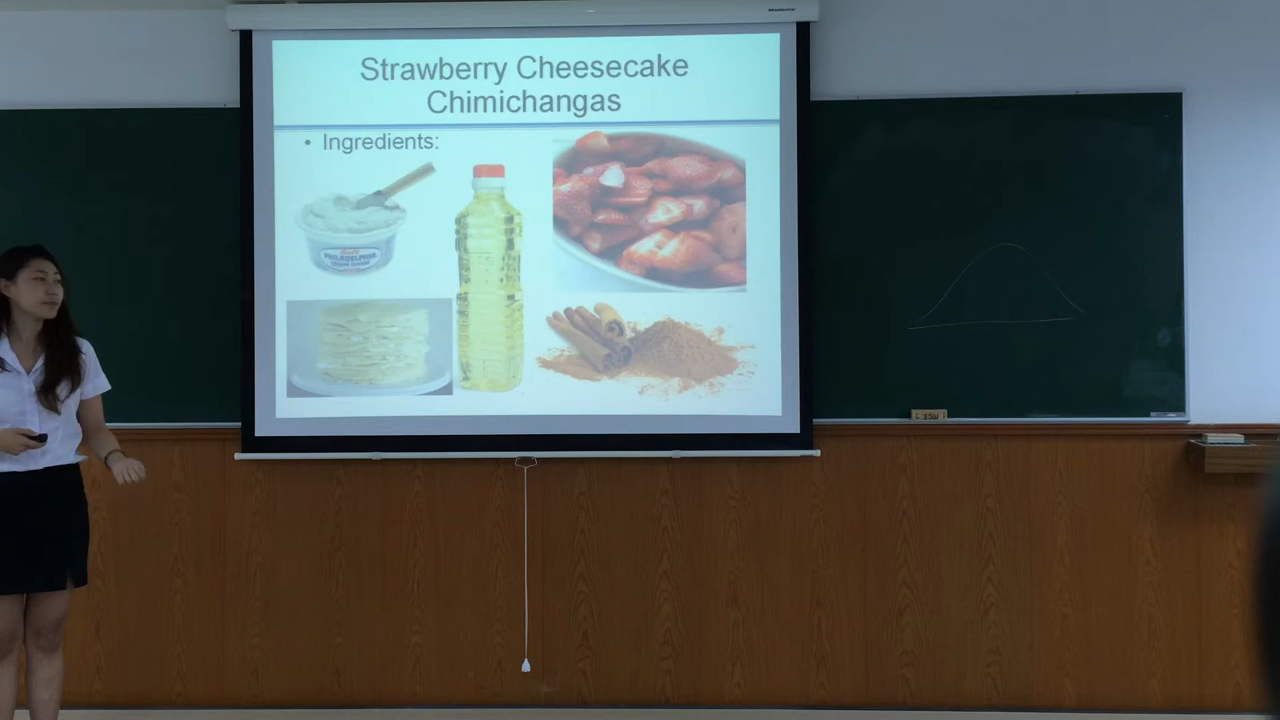 Strawberry Cheesecake
Chimichangas
• Ingredients:
PHILADELPHIA